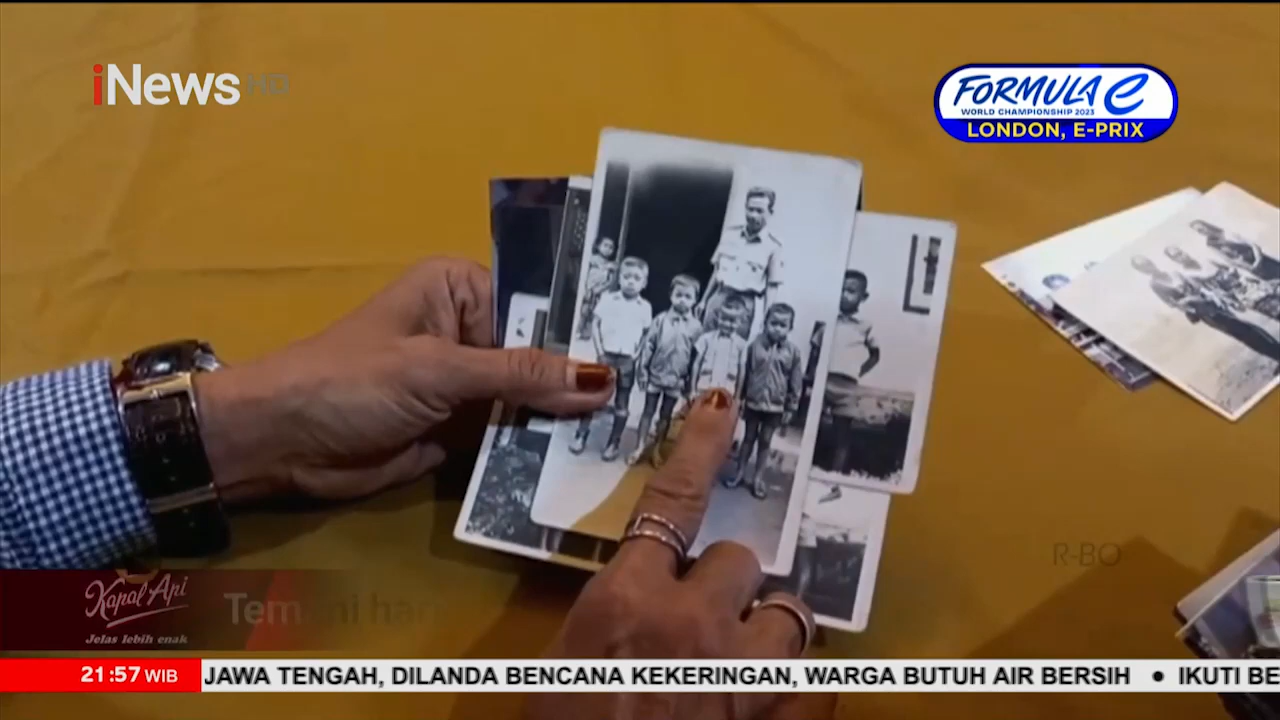 iNews HD
FORMULA E
WORLD CHAMPIONSHIP 2023
LONDON, E-PRIX
R-BO
Kapal Api
Jelas lebih enak
21:57 WIB
JAWA TENGAH, DILANDA BENCANA KEKERINGAN, WARGA BUTUH AIR BERSIH • IKUTI BE